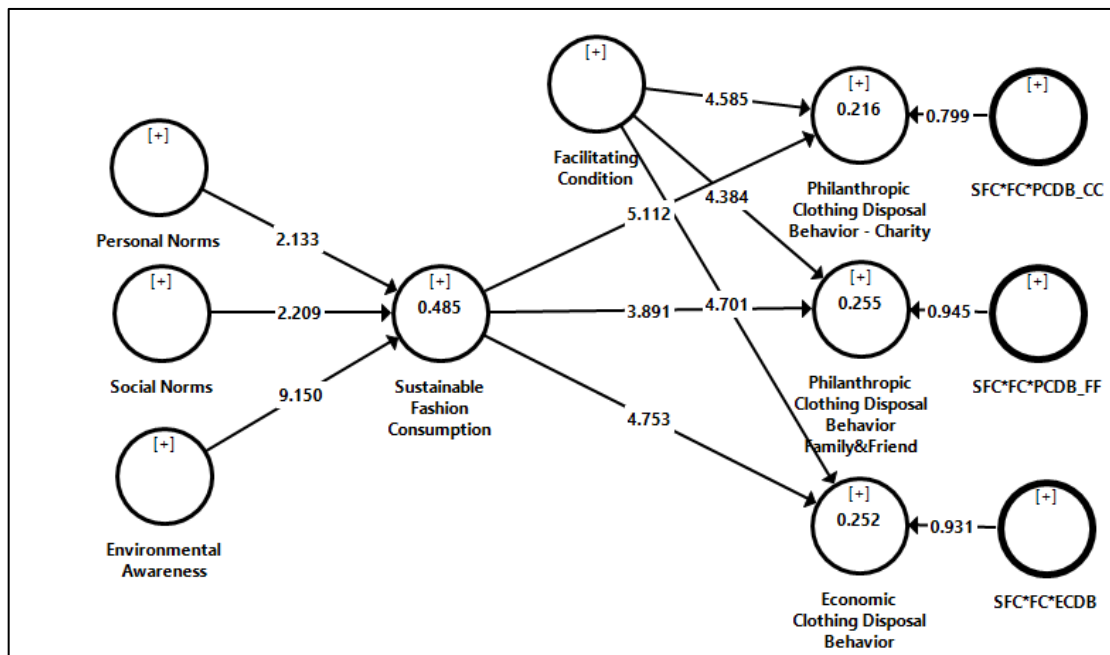 [+]
Personal Norms
[+]
Social Norms
[+]
Environmental
Awareness
2.133
2.209
9.150
[+]
0.485
Sustainable
Fashion
Consumption
[+]
Facilitating
Condition
4.585
4.384
4.701
5.112
3.891
4.753
[+]
0.216
Philanthropic
Clothing Disposal
Behavior - Charity
[+]
0.255
Philanthropic
Clothing Disposal
Behavior
Family&Friend
[+]
0.252
Economic
Clothing Disposal
Behavior
0.799
[+]
SFC*FC*PCDB_CC
0.945
[+]
SFC*FC*PCDB_FF
0.931
[+]
SFC*FC*ECDB